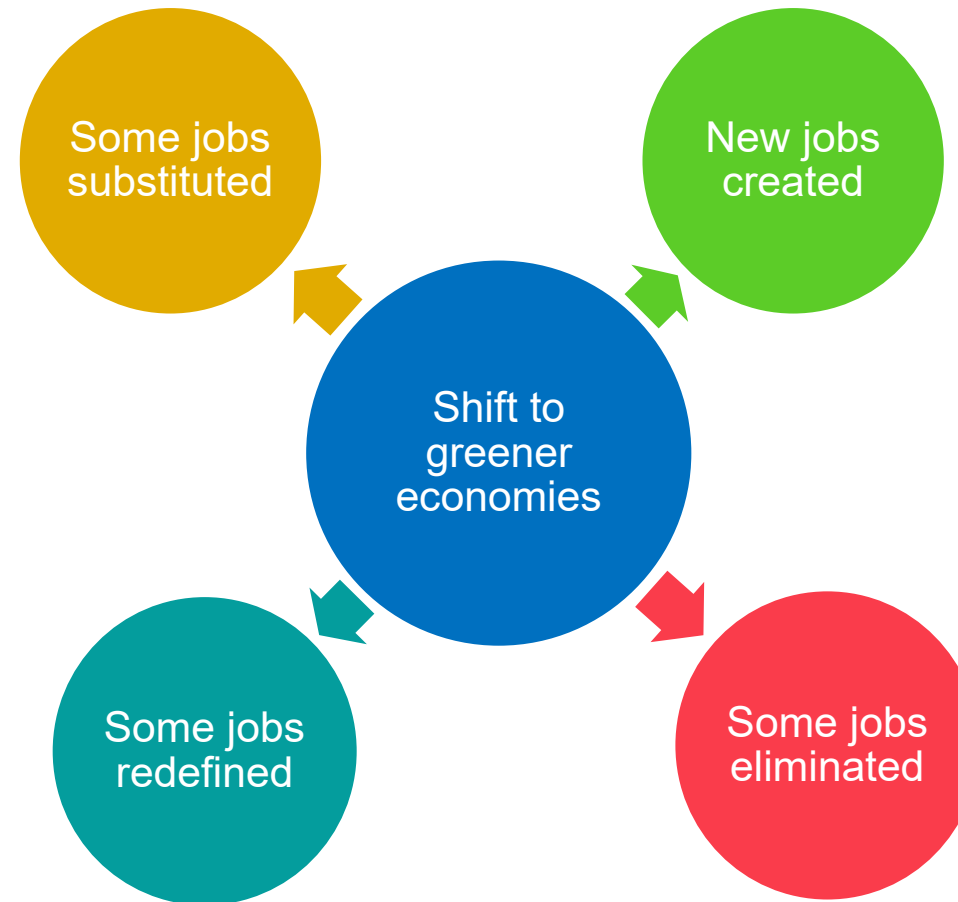 Some jobs
substituted
New jobs
created
Shift to
greener
economies
Some jobs
redefined
Some jobs
eliminated